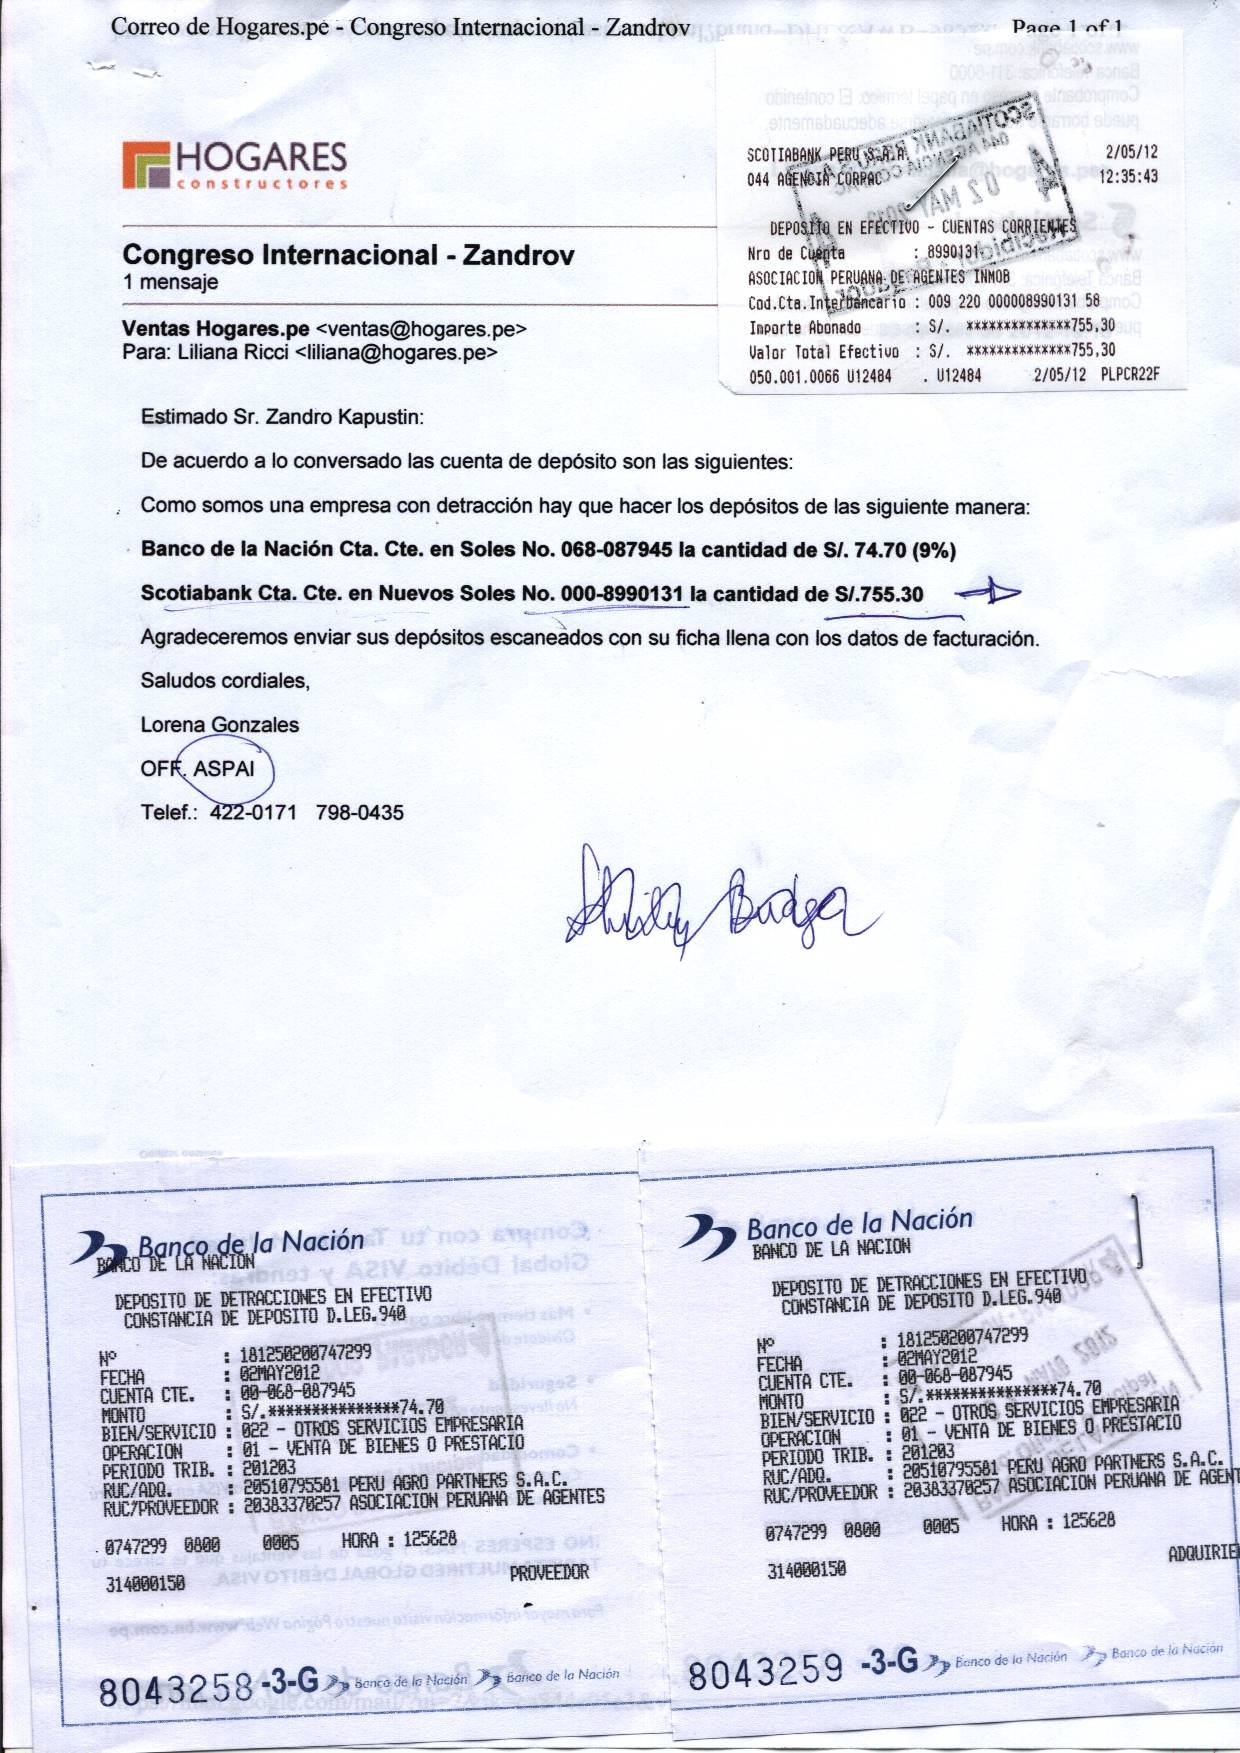 Correo de Hogares.pe - Congreso Internacional - Zandrov
Page 1 of 1
HOGARES
constructores
SCOTIABANK PERU S.A.A. 2/05/12
044 AGENCIA CORPAC 12:35:43
DEPOSITO EN EFECTIVO - CUENTAS CORRIENTES
Nro de Cuenta : 8990131
ASOCIACION PERUANA DE AGENTES INMOB
Cod.Cta.Interbancario : 009 220 000008990131 58
Importe Abonado : S/. **************755,30
Valor Total Efectivo : S/. **************755,30
050.001.0066 U12484 . U12484 2/05/12 PLPCR22F
Congreso Internacional - Zandrov
1 mensaje
Ventas Hogares.pe <ventas@hogares.pe>
Para: Liliana Ricci <liliana@hogares.pe>
Estimado Sr. Zandro Kapustin:
De acuerdo a lo conversado las cuenta de depósito son las siguientes:
Como somos una empresa con detracción hay que hacer los depósitos de las siguiente manera:
Banco de la Nación Cta. Cte. en Soles No. 068-087945 la cantidad de S/. 74.70 (9%)
Scotiabank Cta. Cte. en Nuevos Soles No. 000-8990131 la cantidad de S/.755.30
Agradeceremos enviar sus depósitos escaneados con su ficha llena con los datos de facturación.
Saludos cordiales,
Lorena Gonzales
OFF. ASPAI
Telef.: 422-0171 798-0435
Banco de la Nación
BANCO DE LA NACION
DEPOSITO DE DETRACCIONES EN EFECTIVO
CONSTANCIA DE DEPOSITO D.LEG.940
Nº : 181250200747299
FECHA : 02MAY2012
CUENTA CTE. : 00-068-087945
MONTO : S/.***************74.70
BIEN/SERVICIO : 022 - OTROS SERVICIOS EMPRESARIA
OPERACION : 01 - VENTA DE BIENES O PRESTACIO
PERIODO TRIB. : 201203
RUC/ADQ. : 20510795581 PERU AGRO PARTNERS S.A.C.
RUC/PROVEEDOR : 20383370257 ASOCIACION PERUANA DE AGENTES
0747299 0800 0005 HORA : 125628
314000150 PROVEEDOR
8043258 -3-G Banco de la Nación Banco de la Nación
Banco de la Nación
BANCO DE LA NACION
DEPOSITO DE DETRACCIONES EN EFECTIVO
CONSTANCIA DE DEPOSITO D.LEG.940
Nº : 181250200747299
FECHA : 02MAY2012
CUENTA CTE. : 00-068-087945
MONTO : S/.***************74.70
BIEN/SERVICIO : 022 - OTROS SERVICIOS EMPRESARIA
OPERACION : 01 - VENTA DE BIENES O PRESTACIO
PERIODO TRIB. : 201203
RUC/ADQ. : 20510795581 PERU AGRO PARTNERS S.A.C.
RUC/PROVEEDOR : 20383370257 ASOCIACION PERUANA DE AGENT
0747299 0800 0005 HORA : 125628
314000150 ADQUIRIE
8043259 -3-G Banco de la Nación Banco de la Nación